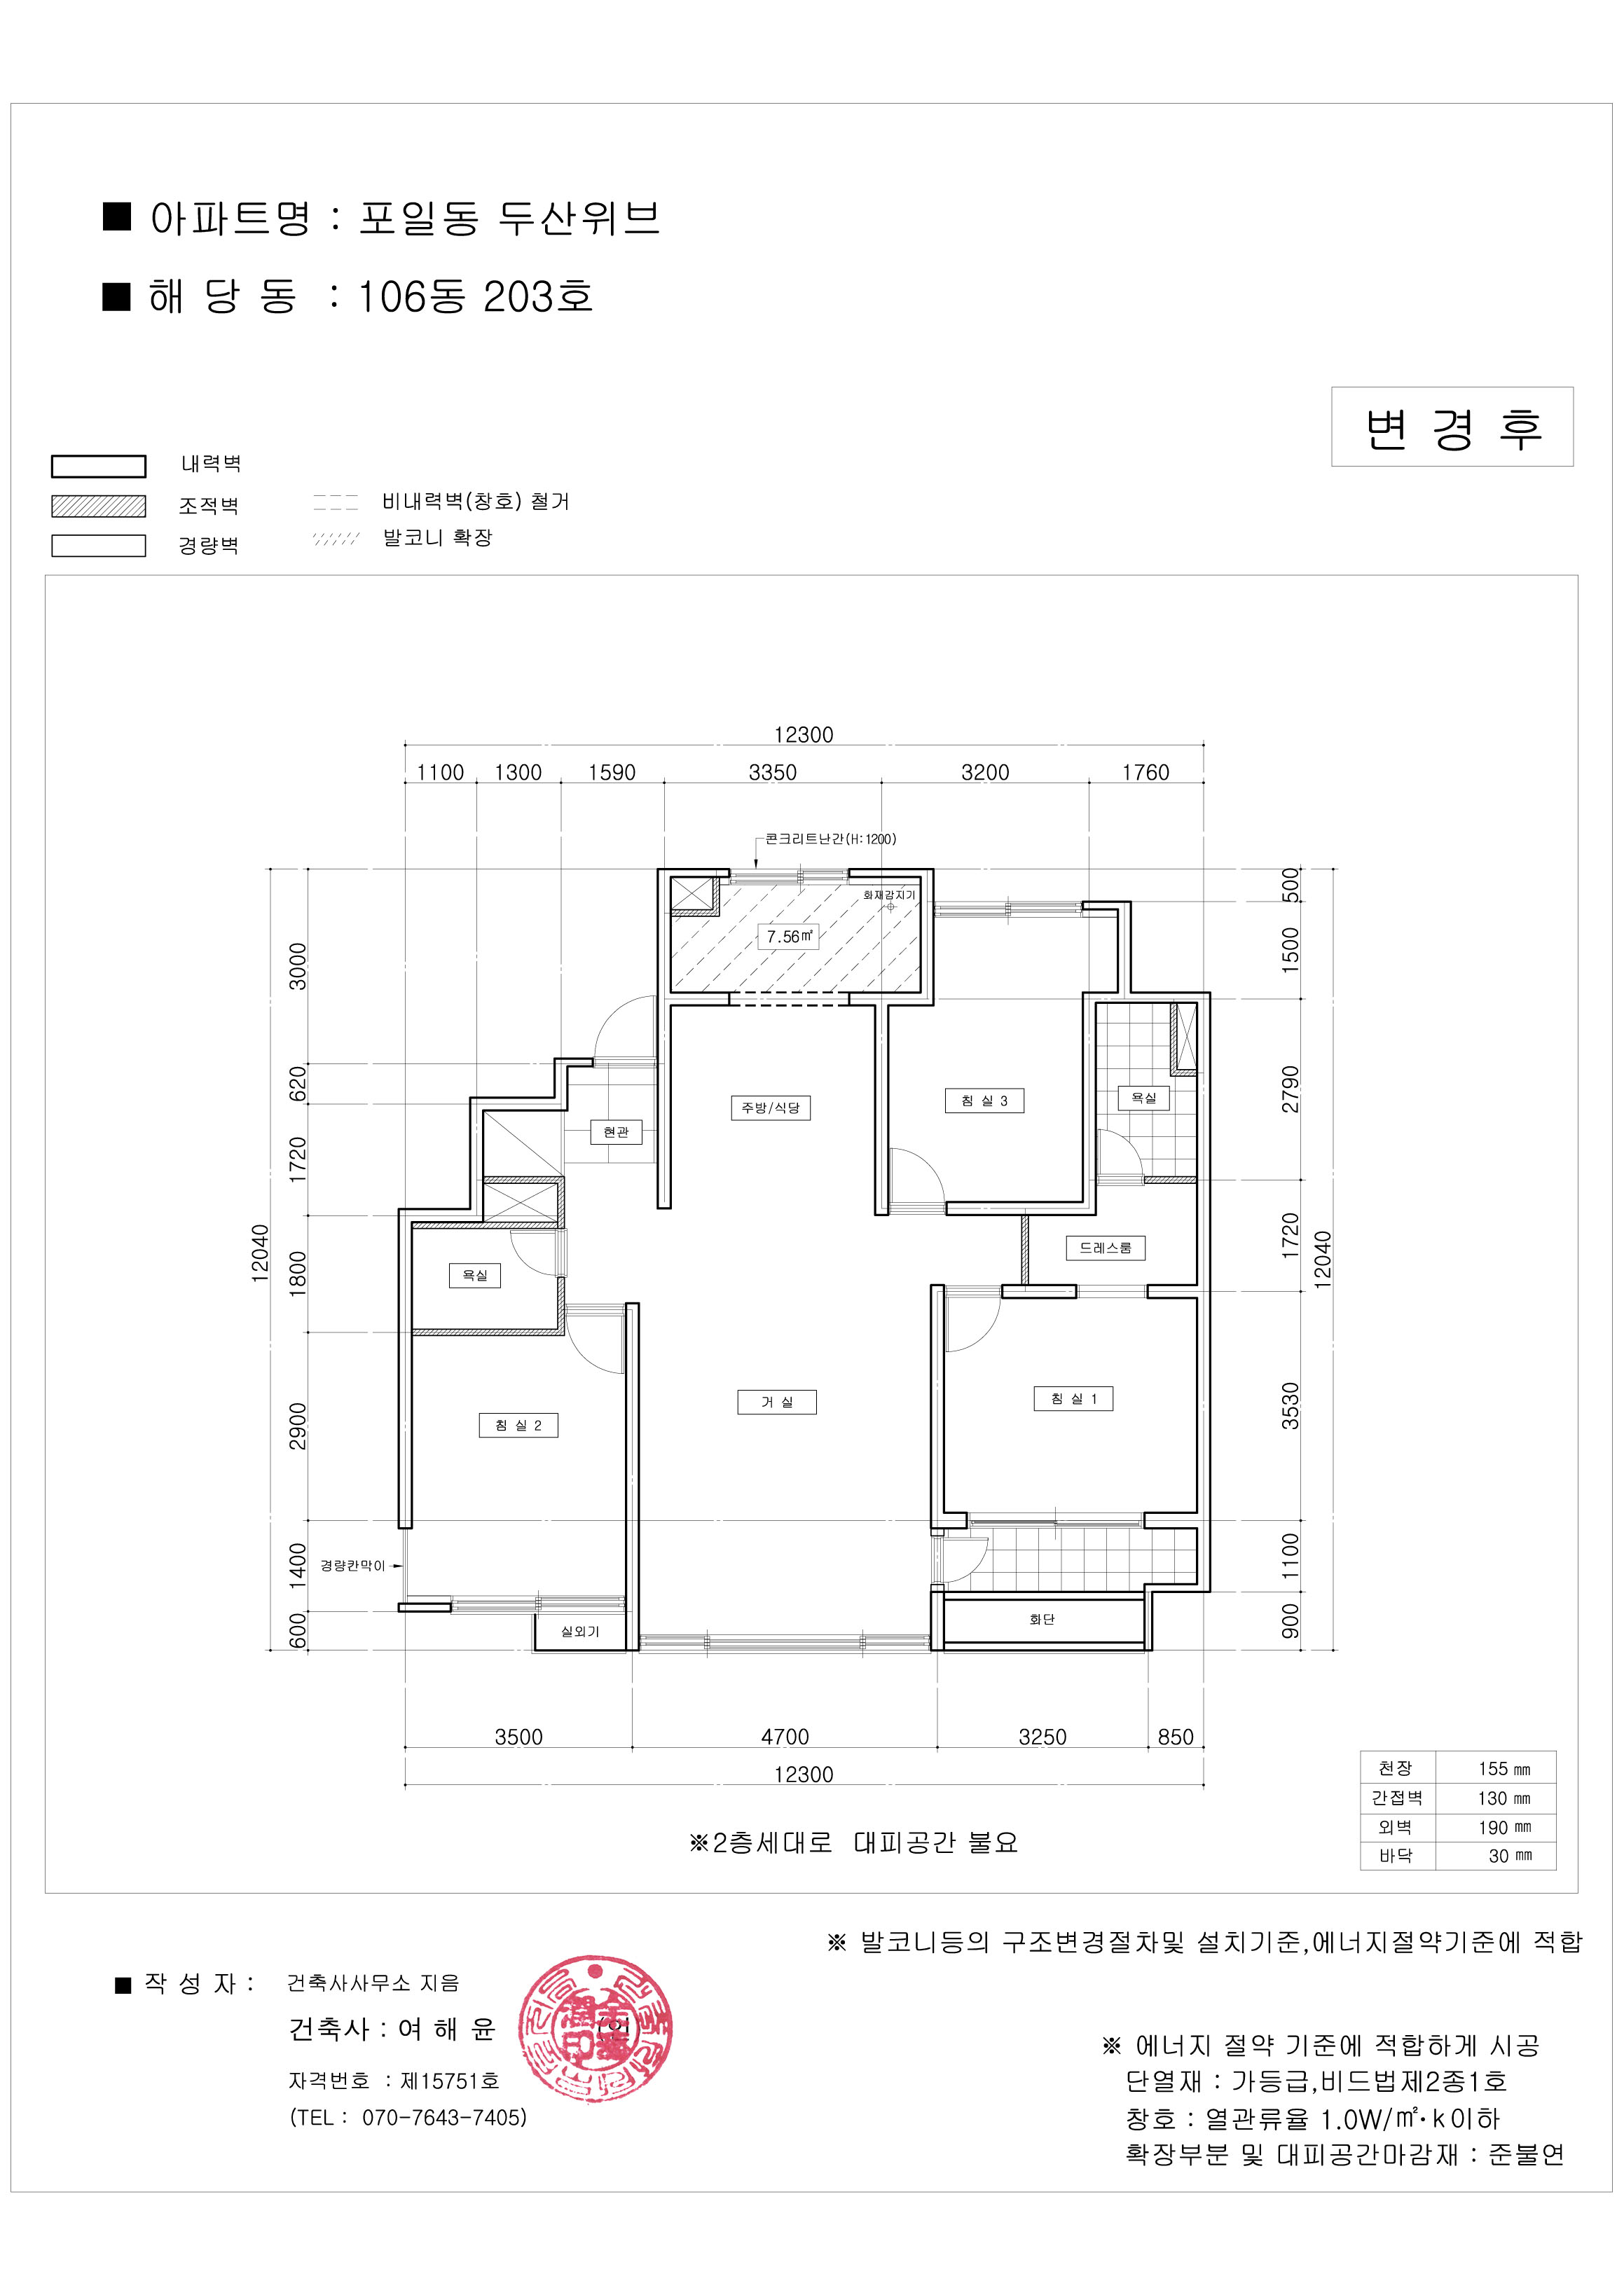 ■ 아파트명 : 포일동 두산위브
■ 해 당 동 : 106동 203호
변 경 후
내력벽
조적벽
경량벽
비내력벽(창호) 철거
발코니 확장
12300
1100 1300 1590 3350 3200 1760
콘크리트난간(H:1200)
화재감지기
7.56㎡
500
1500
2790
1720
3530
1100
900
12040
3000
620
1720
1800
2900
1400
600
12040
주방/식당
침 실 3
욕실
현관
드레스룸
욕실
거 실
침 실 1
침 실 2
경량칸막이
실외기
화단
3500 4700 3250 850
12300
천장 155 ㎜
간접벽 130 ㎜
외벽 190 ㎜
바닥 30 ㎜
※2층세대로 대피공간 불요
※ 발코니등의 구조변경절차및 설치기준,에너지절약기준에 적합
■ 작 성 자 : 건축사사무소 지음
건축사 : 여 해 윤 (인)
자격번호 : 제15751호
(TEL : 070-7643-7405)
※ 에너지 절약 기준에 적합하게 시공
단열재 : 가등급,비드법제2종1호
창호 : 열관류율 1.0W/㎡·k이하
확장부분 및 대피공간마감재 : 준불연